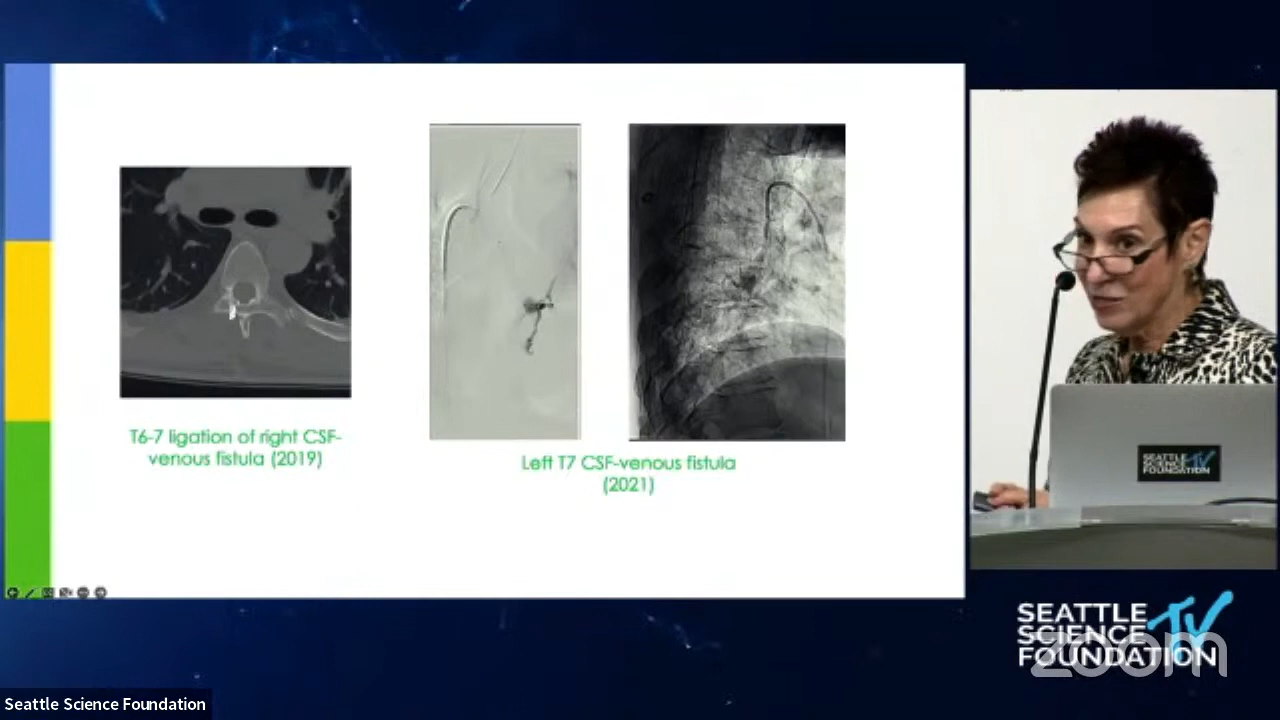 T6-7 ligation of right CSF-
venous fistula (2019)
Left T7 CSF-venous fistula
(2021)
SEATTLE
SCIENCE TV
FOUNDATION
SEATTLE
SCIENCE TV
FOUNDATION
zoom
Seattle Science Foundation